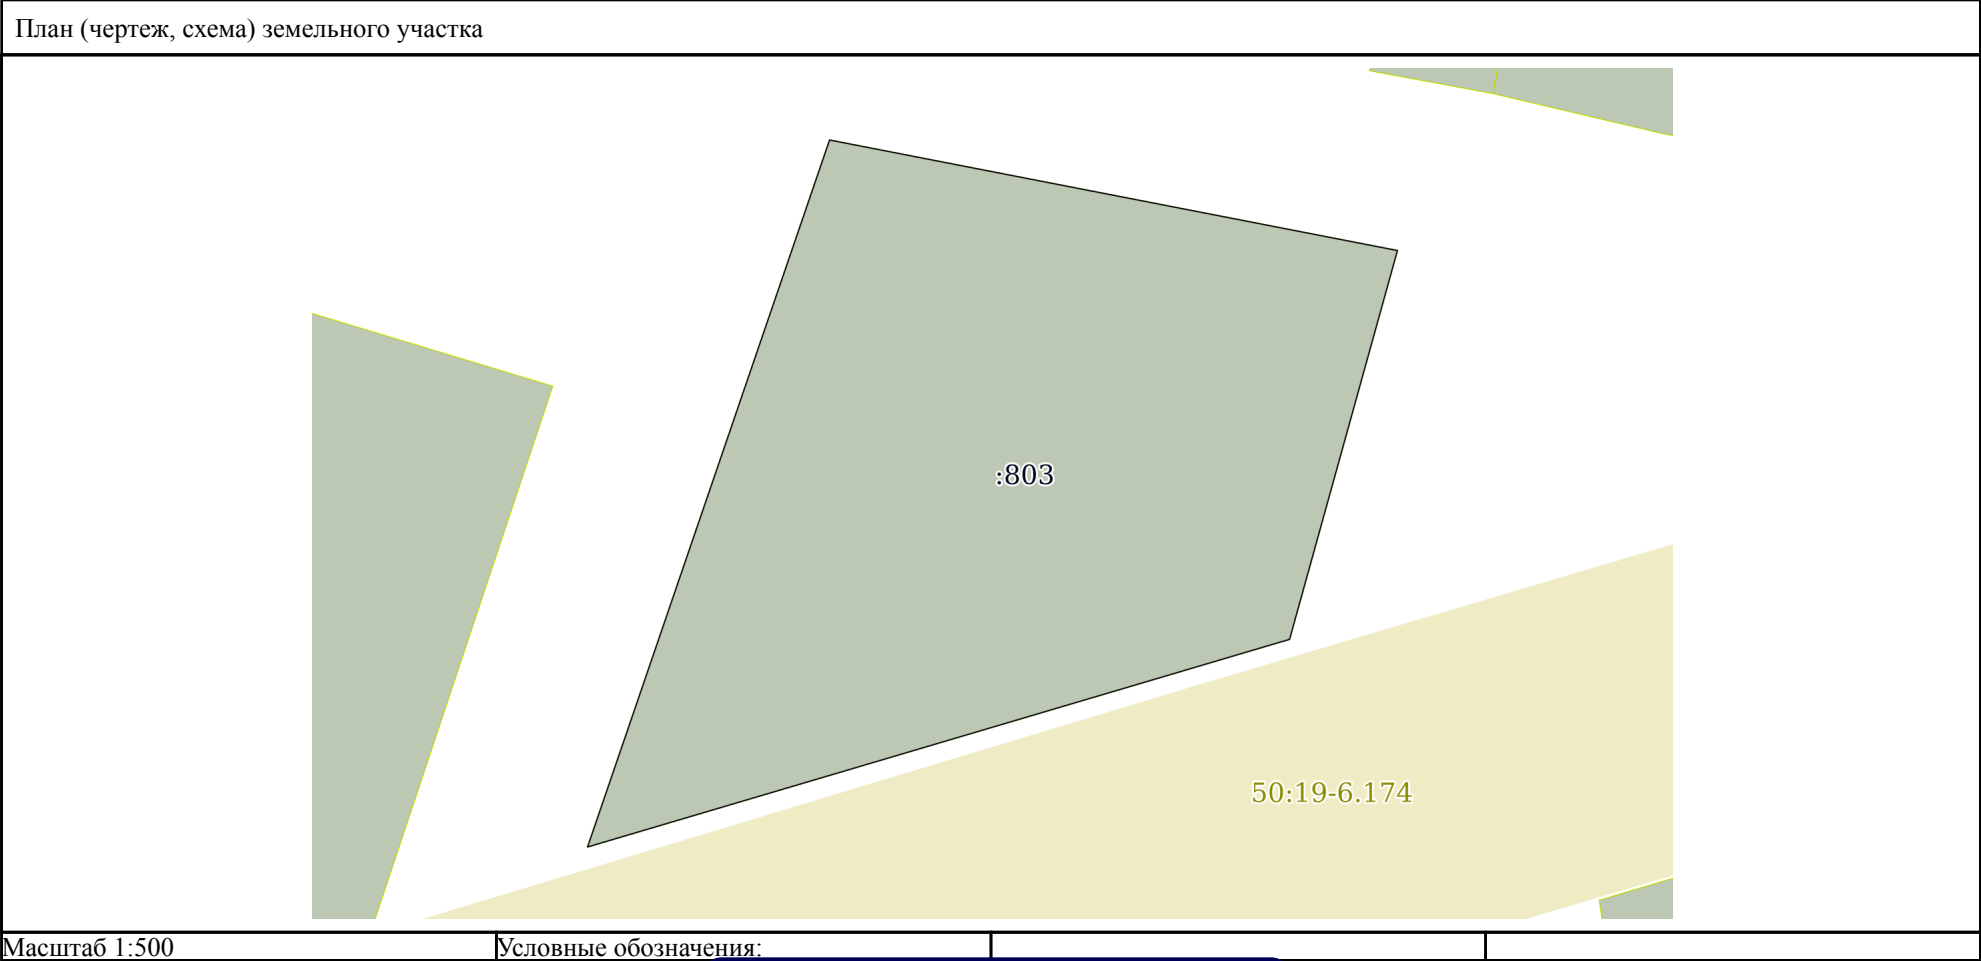 План (чертеж, схема) земельного участка
:803
50:19-6.174
Масштаб 1:500
Условные обозначения: